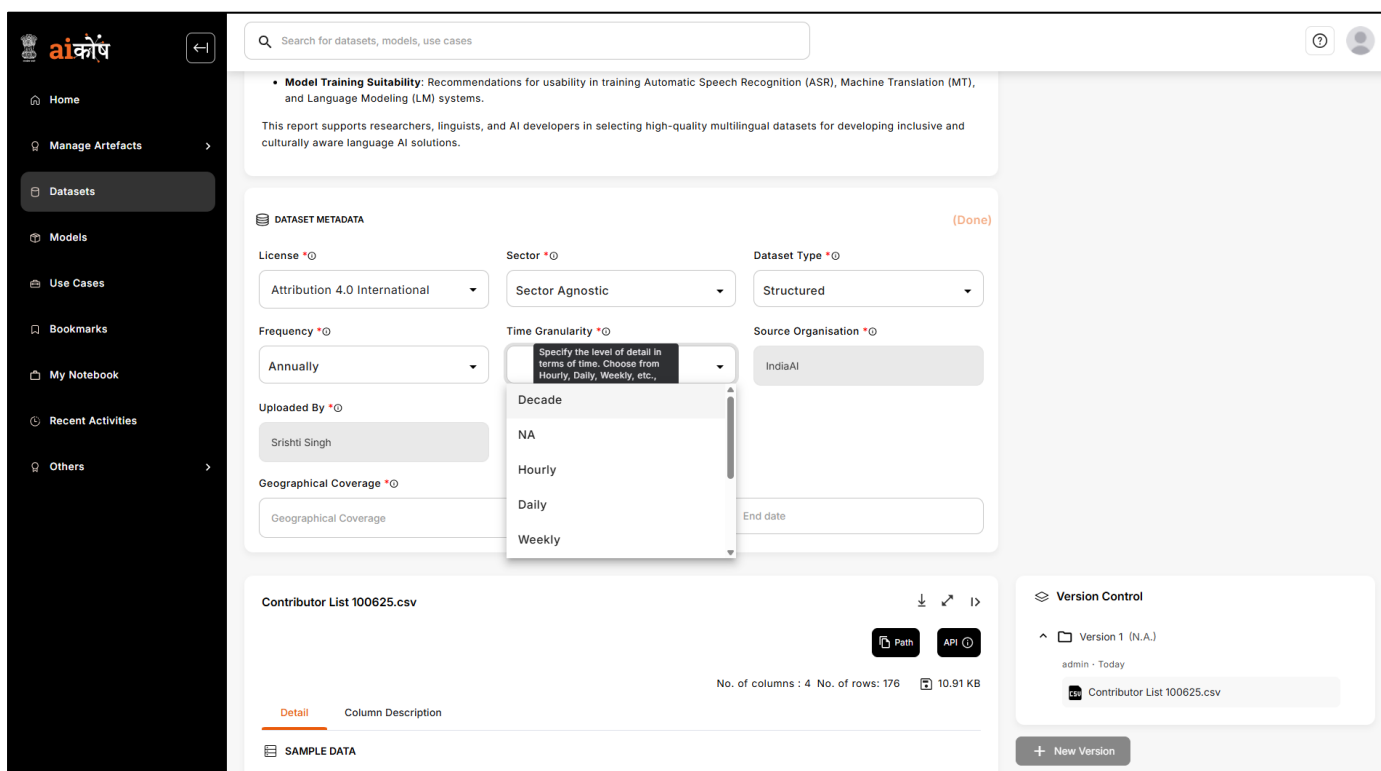 aiकोष
Search for datasets, models, use cases
Home
Manage Artefacts
Datasets
Models
Use Cases
Bookmarks
My Notebook
Recent Activities
Others
• Model Training Suitability: Recommendations for usability in training Automatic Speech Recognition (ASR), Machine Translation (MT),
and Language Modeling (LM) systems.
This report supports researchers, linguists, and AI developers in selecting high-quality multilingual datasets for developing inclusive and
culturally aware language AI solutions.
DATASET METADATA
(Done)
License *
Sector *
Dataset Type *
Attribution 4.0 International
Sector Agnostic
Structured
Frequency *
Time Granularity *
Source Organisation *
Annually
Specify the level of detail in
terms of time. Choose from
Hourly, Daily, Weekly, etc.,
IndiaAI
Decade
NA
Hourly
Daily
Weekly
Uploaded By *
Srishti Singh
Geographical Coverage *
Geographical Coverage
End date
Contributor List 100625.csv
Path
API
No. of columns : 4 No. of rows: 176
10.91 KB
Detail
Column Description
SAMPLE DATA
Version Control
Version 1 (N.A.)
admin - Today
CSV
Contributor List 100625.csv
+ New Version